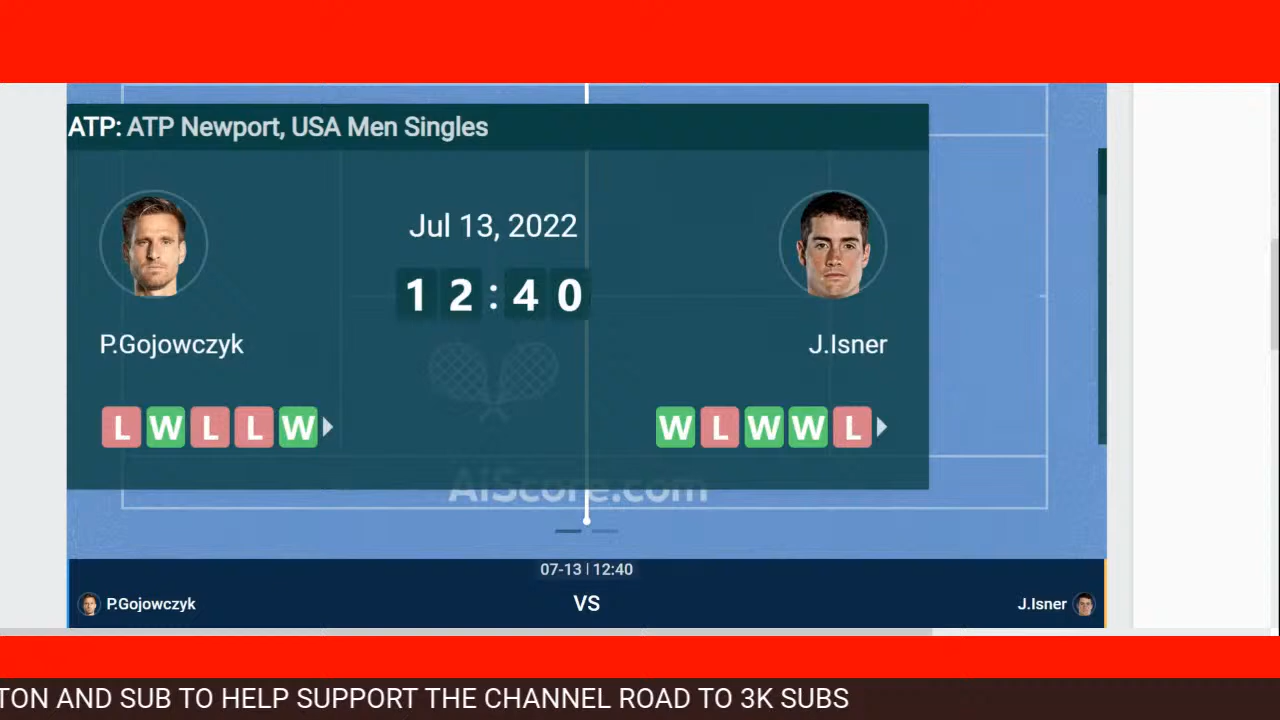 ATP: ATP Newport, USA Men Singles
Jul 13, 2022
12:40
P.Gojowczyk
J.Isner
L W L L W
W L W W L
AiScore.com
07-13 | 12:40
P.Gojowczyk
VS
J.Isner
TON AND SUB TO HELP SUPPORT THE CHANNEL ROAD TO 3K SUBS